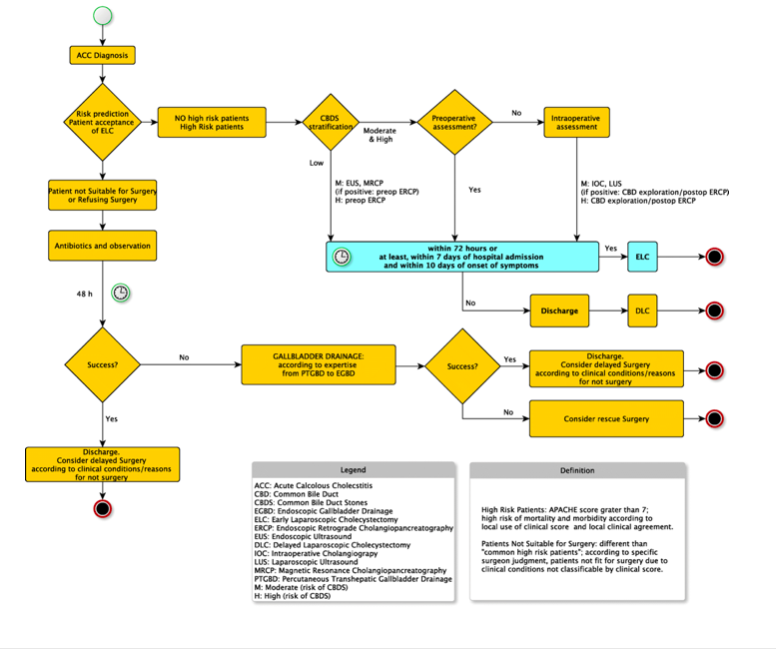 ACC Diagnosis
Risk prediction
Patient acceptance
of ELC
NO high risk patients
High Risk patients
CBDS
stratification
Moderate
& High
Preoperative
assessment?
No
Intraoperative
assessment
Low
M: EUS, MRCP
(if positive: preop ERCP)
H: preop ERCP
Yes
M: IOC, LUS
(if positive: CBD exploration/postop ERCP)
H: CBD exploration/postop ERCP
Patient not Suitable for Surgery
or Refusing Surgery
Antibiotics and observation
within 72 hours or
at least, within 7 days of hospital admission
and within 10 days of onset of symptoms
Yes
ELC
No
Discharge
DLC
48 h
Success?
No
GALLBLADDER DRAINAGE:
according to expertise
from PTGBD to EGBD
Success?
Yes
Discharge.
Consider delayed Surgery
according to clinical conditions/reasons
for not surgery
No
Consider rescue Surgery
Yes
Discharge.
Consider delayed Surgery
according to clinical conditions/reasons
for not surgery
Legend
ACC: Acute Calcolous Cholecstitis
CBD: Common Bile Duct
CBDS: Common Bile Duct Stones
EGBD: Endoscopic Gallbladder Drainage
ELC: Early Laparoscopic Cholecystectomy
ERCP: Endoscopic Retrograde Cholangiopancreatography
EUS: Endoscopic Ultrasound
DLC: Delayed Laparoscopic Cholecystectomy
IOC: Intraoperative Cholangiograpy
LUS: Laparoscopic Ultrasound
MRCP: Magnetic Resonance Cholangiopancreatography
PTGBD: Percutaneous Transhepatic Gallbladder Drainage
M: Moderate (risk of CBDS)
H: High (risk of CBDS)
Definition
High Risk Patients: APACHE score grater than 7;
high risk of mortality and morbidity according to
local use of clinical score and local clinical agreement.
Patients Not Suitable for Surgery: different than
"common high risk patients"; according to specific
surgeon judgment, patients not fit for surgery due to
clinical conditions not classificable by clinical score.